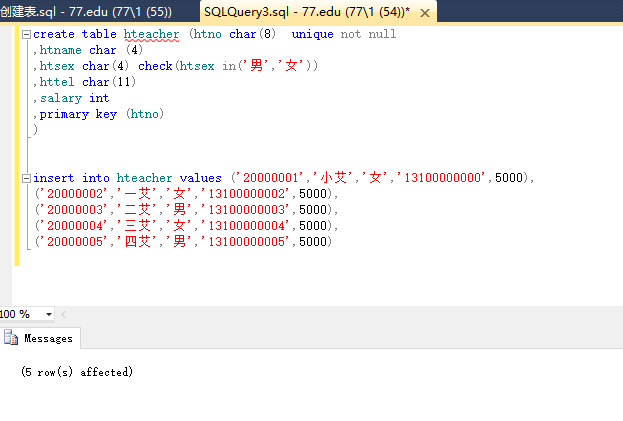 创建表.sql - 77.edu (77\1 (55))
SQLQuery3.sql - 77.edu (77\1 (54))*
create table hteacher (htno char(8)  unique not null
,htname char (4)
,htsex char(4) check(htsex in('男','女'))
,httel char(11)
,salary int
,primary key (htno)
)
insert into hteacher values ('20000001','小艾','女','13100000000',5000),
('20000002','一艾','女','13100000002',5000),
('20000003','二艾','男','13100000003',5000),
('20000004','三艾','女','13100000004',5000),
('20000005','四艾','男','13100000005',5000)
100 %
Messages
(5 row(s) affected)